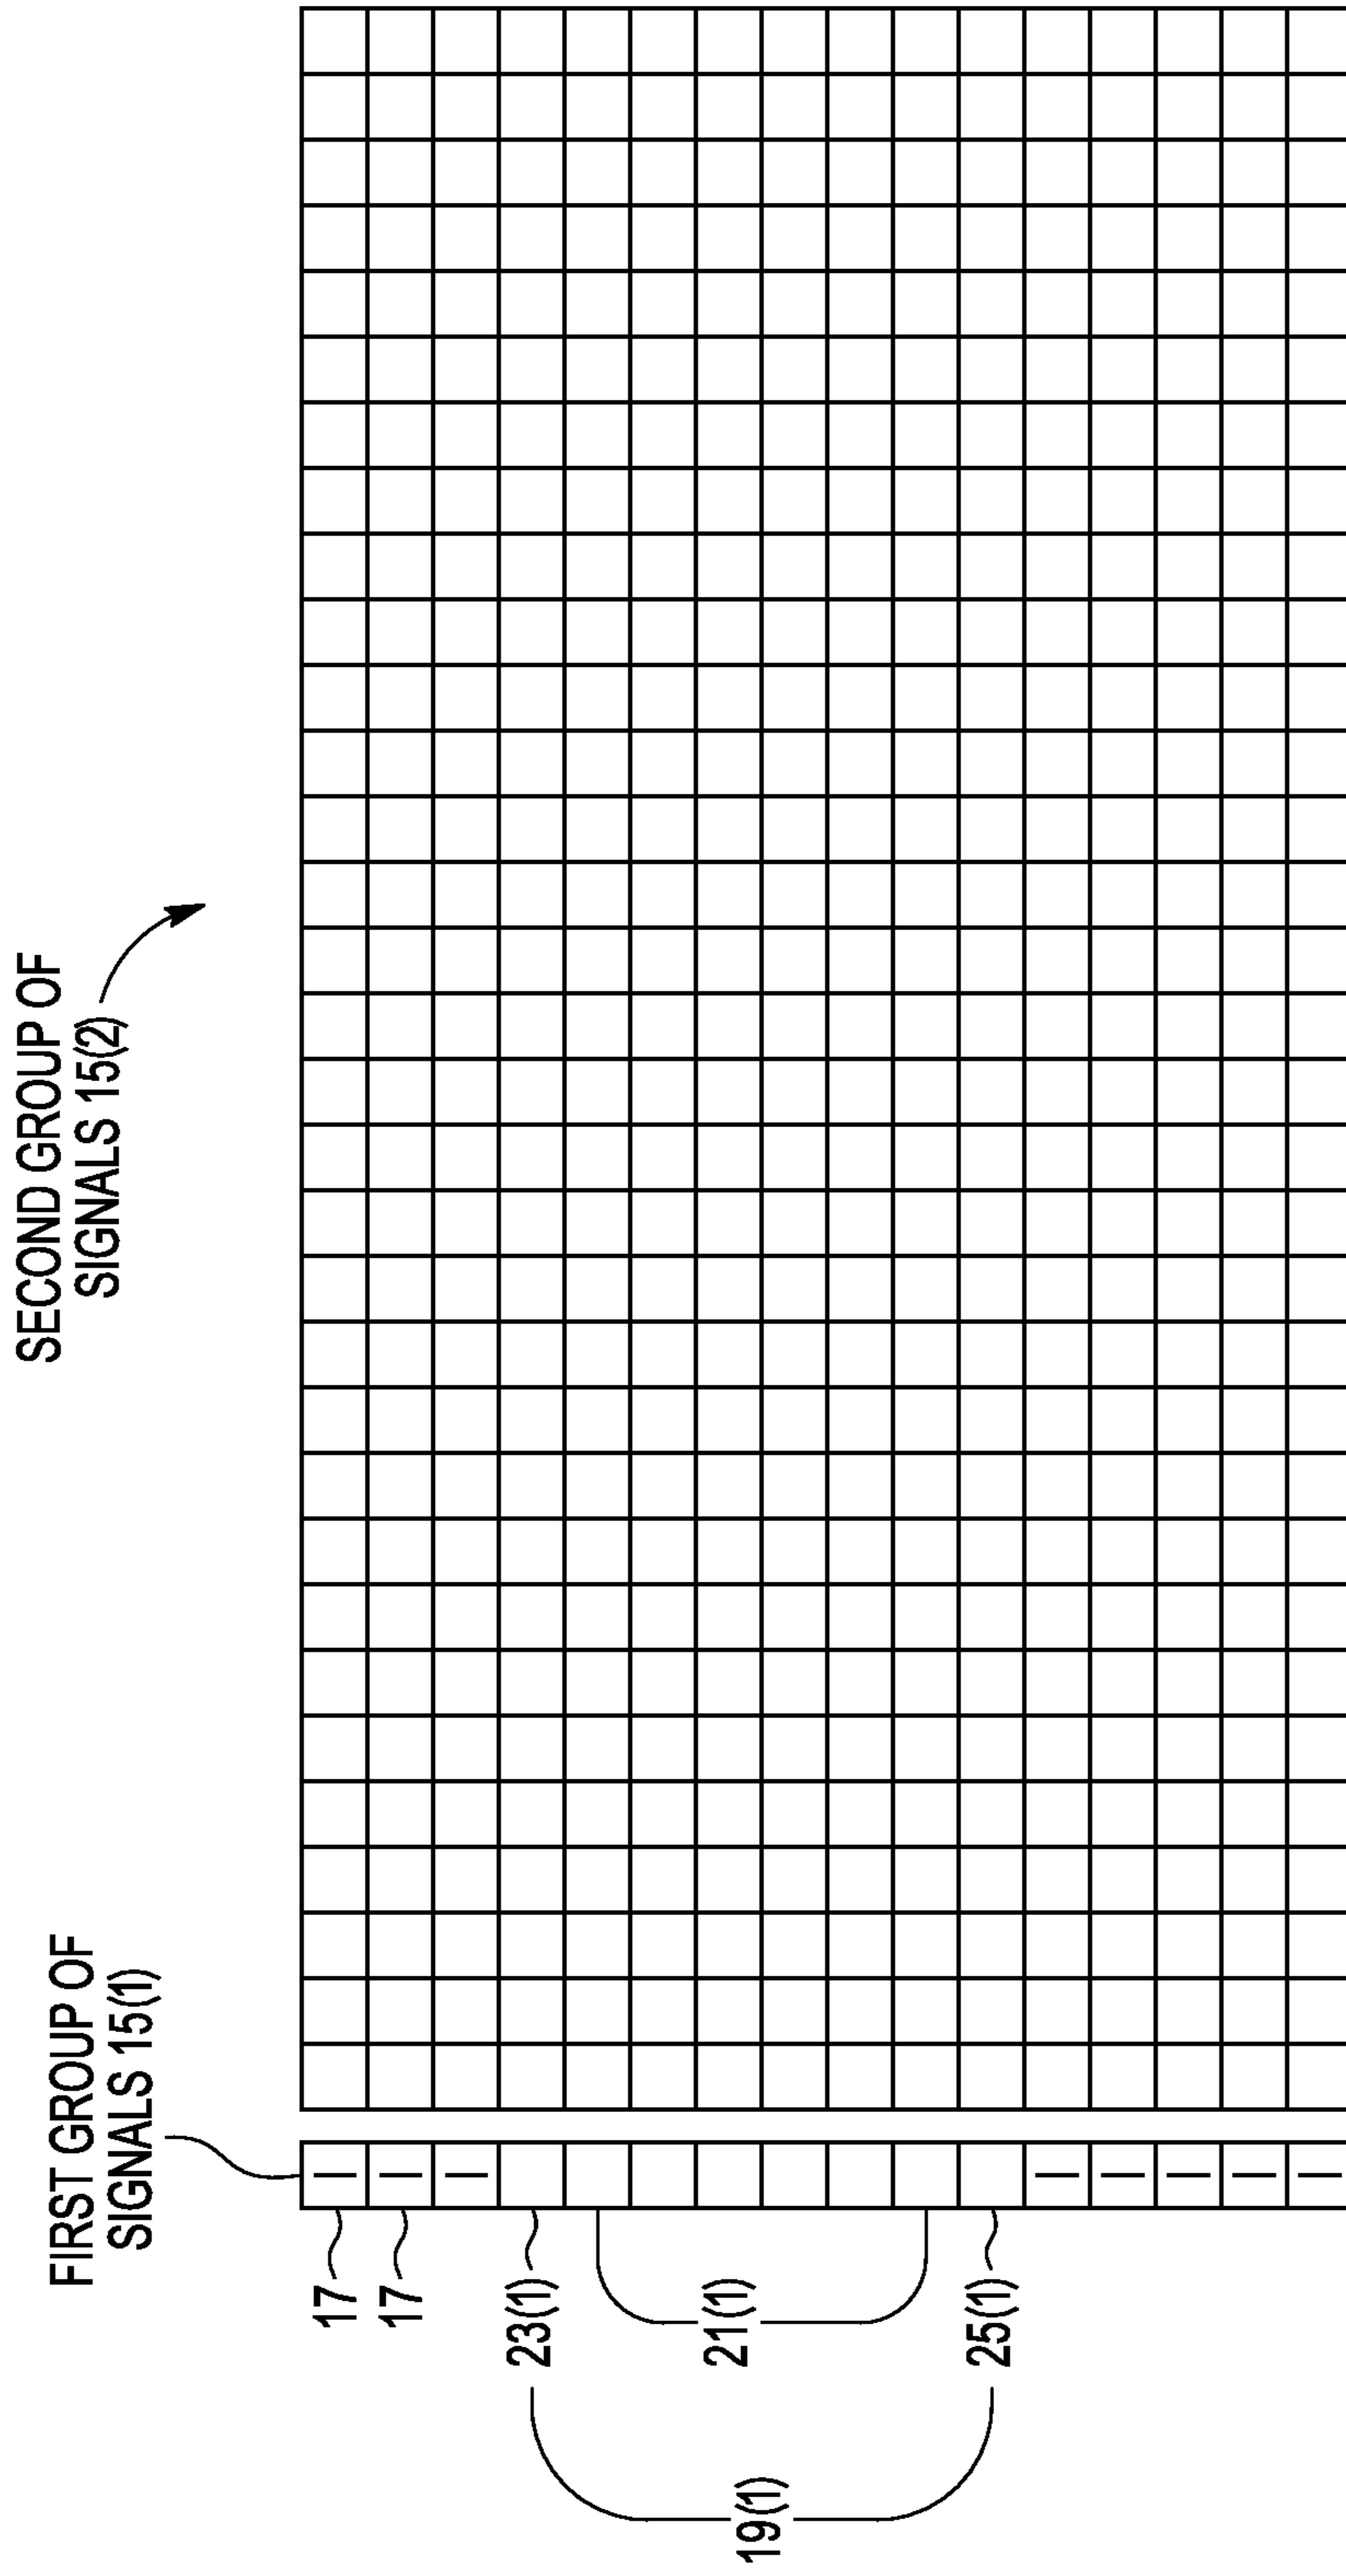 FIRST GROUP OF
SIGNALS 15(1)
SECOND GROUP OF
SIGNALS 15(2)
17
17
23(1)
21(1)
25(1)
19(1)